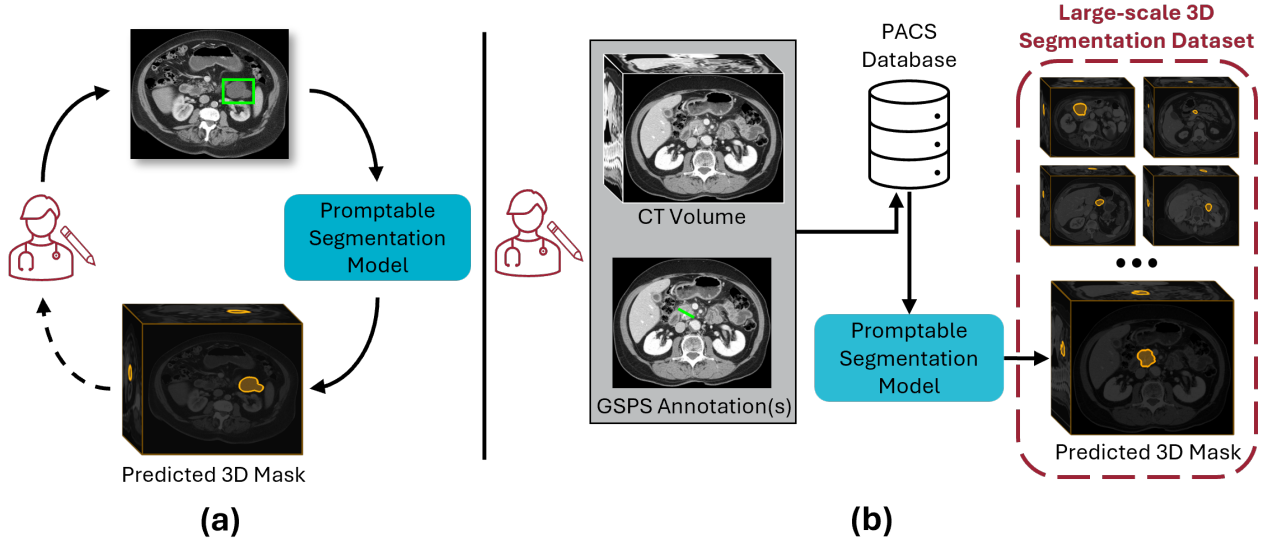 Promptable
Segmentation
Model
Predicted 3D Mask
(a)
CT Volume
GSPS Annotation(s)
PACS
Database
Promptable
Segmentation
Model
Large-scale 3D
Segmentation Dataset
Predicted 3D Mask
(b)